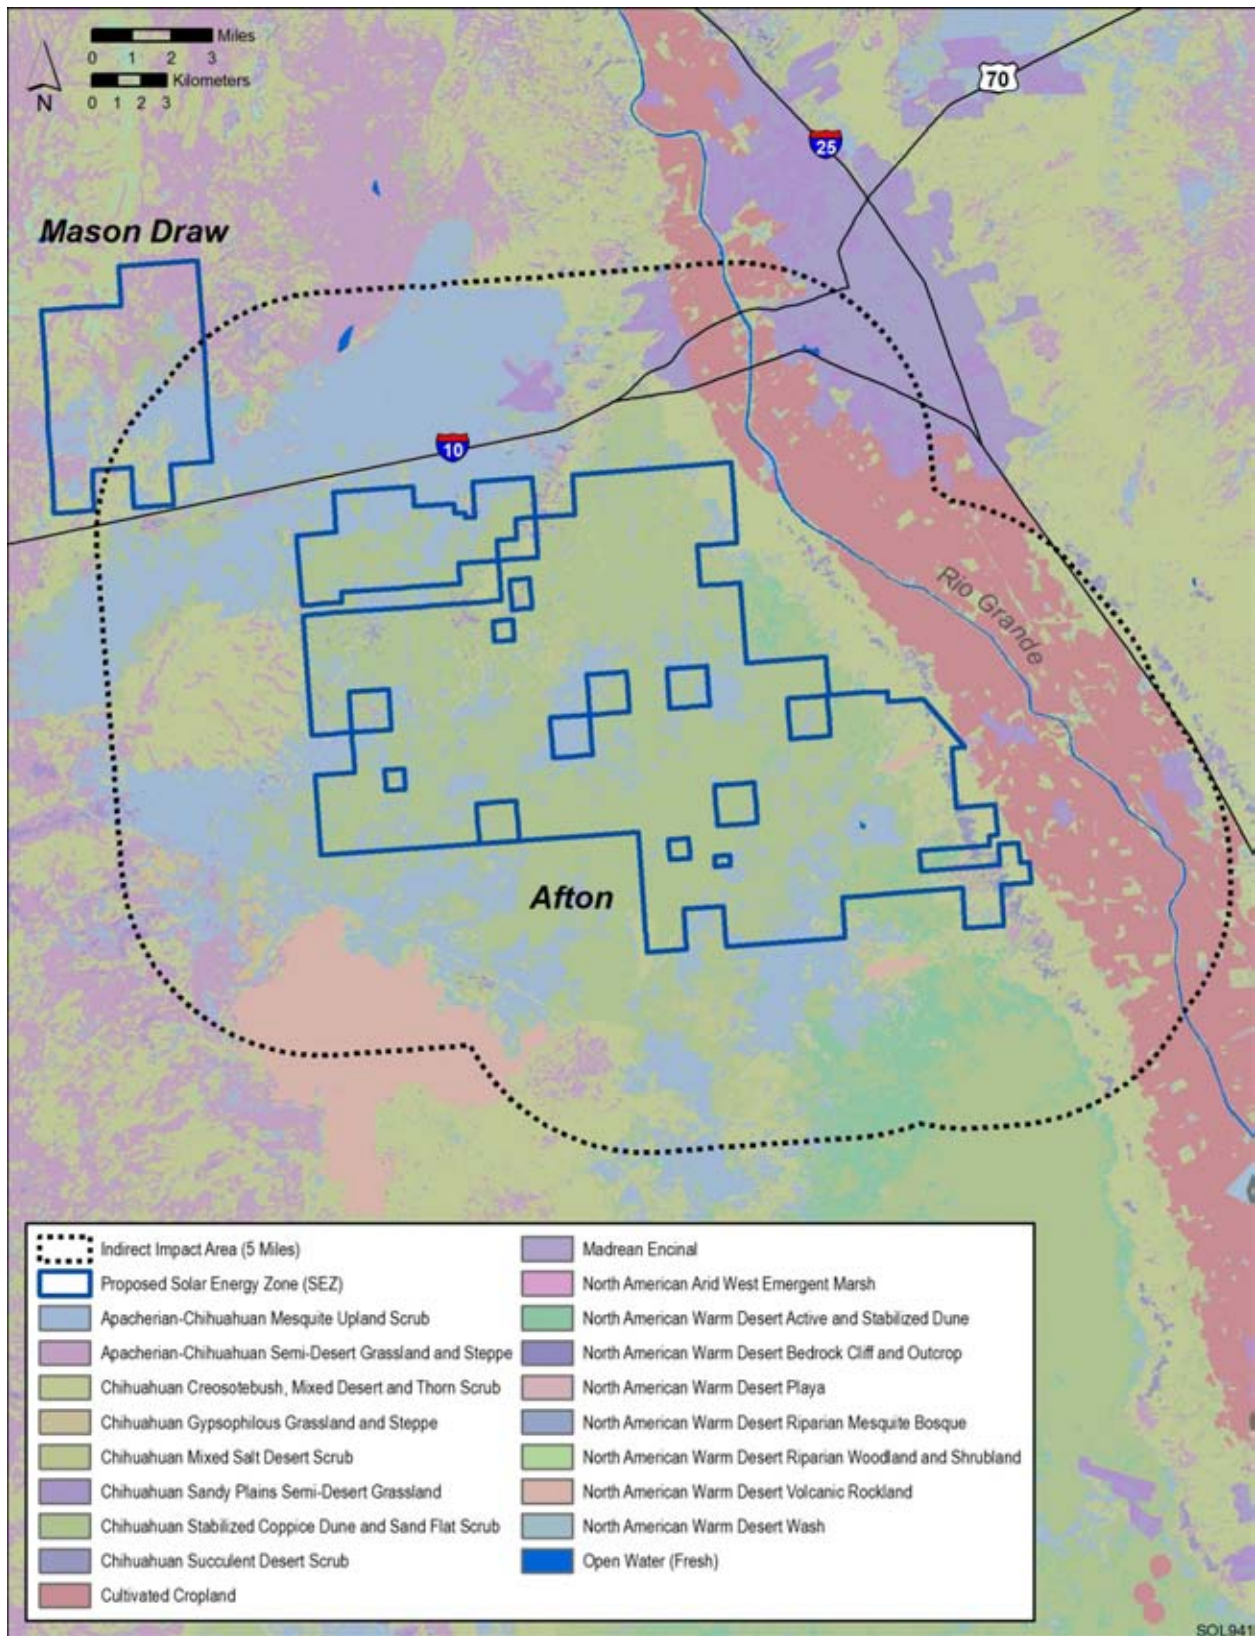 Miles
0 1 2 3
Kilometers
0 1 2 3
N
70
25
Mason Draw
10
Rio Grande
Afton
Indirect Impact Area (5 Miles)
Proposed Solar Energy Zone (SEZ)
Apacherian-Chihuahuan Mesquite Upland Scrub
Apacherian-Chihuahuan Semi-Desert Grassland and Steppe
Chihuahuan Creosotebush, Mixed Desert and Thorn Scrub
Chihuahuan Gypsophilous Grassland and Steppe
Chihuahuan Mixed Salt Desert Scrub
Chihuahuan Sandy Plains Semi-Desert Grassland
Chihuahuan Stabilized Coppice Dune and Sand Flat Scrub
Chihuahuan Succulent Desert Scrub
Cultivated Cropland
Madrean Encinal
North American Arid West Emergent Marsh
North American Warm Desert Active and Stabilized Dune
North American Warm Desert Bedrock Cliff and Outcrop
North American Warm Desert Playa
North American Warm Desert Riparian Mesquite Bosque
North American Warm Desert Riparian Woodland and Shrubland
North American Warm Desert Volcanic Rockland
North American Warm Desert Wash
Open Water (Fresh)
SOL941